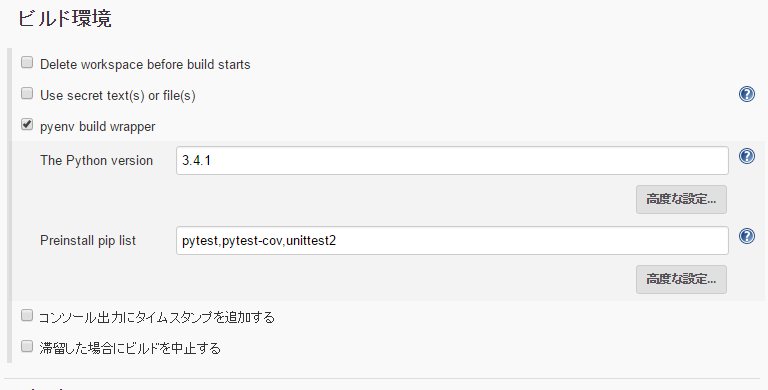 ビルド環境
Delete workspace before build starts
Use secret text(s) or file(s)
pyenv build wrapper
The Python version 3.4.1
高度な設定...
Preinstall pip list pytest,pytest-cov,unittest2
高度な設定...
コンソール出力にタイムスタンプを追加する
滞留した場合にビルドを中止する